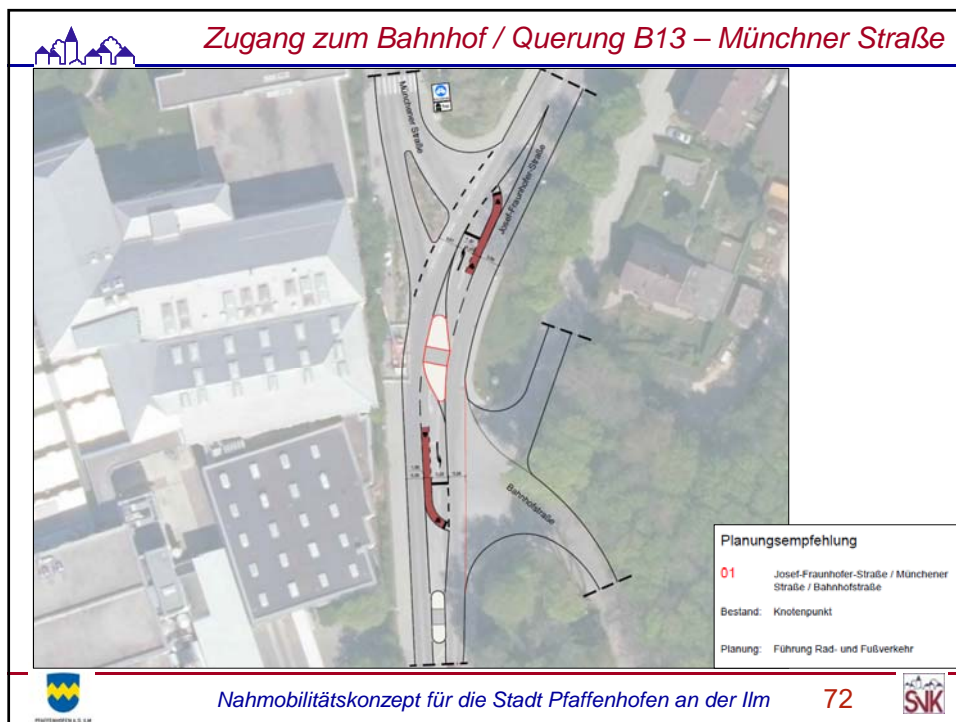 Zugang zum Bahnhof / Querung B13 – Münchner Straße
Münchener Straße
Josef-Fraunhofer-Straße
Bahnhofstraße
Planungsempfehlung
01 Josef-Fraunhofer-Straße / Münchener
Straße / Bahnhofstraße
Bestand: Knotenpunkt
Planung: Führung Rad- und Fußverkehr
Nahmobilitätskonzept für die Stadt Pfaffenhofen an der Ilm 72
PFAFFENHOFEN A.D. ILM
SVK